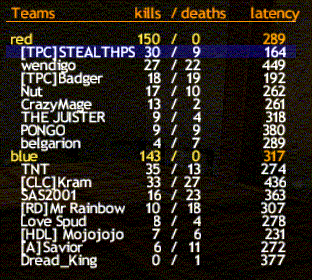 Teams kills / deaths latency
red 150 / 0 289
[TPC]STEALTHPS 30 / 9 164
wendigo 27 / 22 449
[TPC]Badger 18 / 19 192
Nut 17 / 10 262
CrazyMage 13 / 2 261
THE JUISTER 9 / 4 318
PONGO 9 / 9 380
belgarion 4 / 7 289
blue 143 / 0 317
TNT 35 / 13 274
[CLC]Kram 33 / 27 436
SAS2001 16 / 23 363
[RD]Mr Rainbow 10 / 18 307
Love Spud 8 / 4 278
[HDL] Mojojojo 7 / 6 231
[A]Savior 6 / 11 272
Dread_King 0 / 1 377